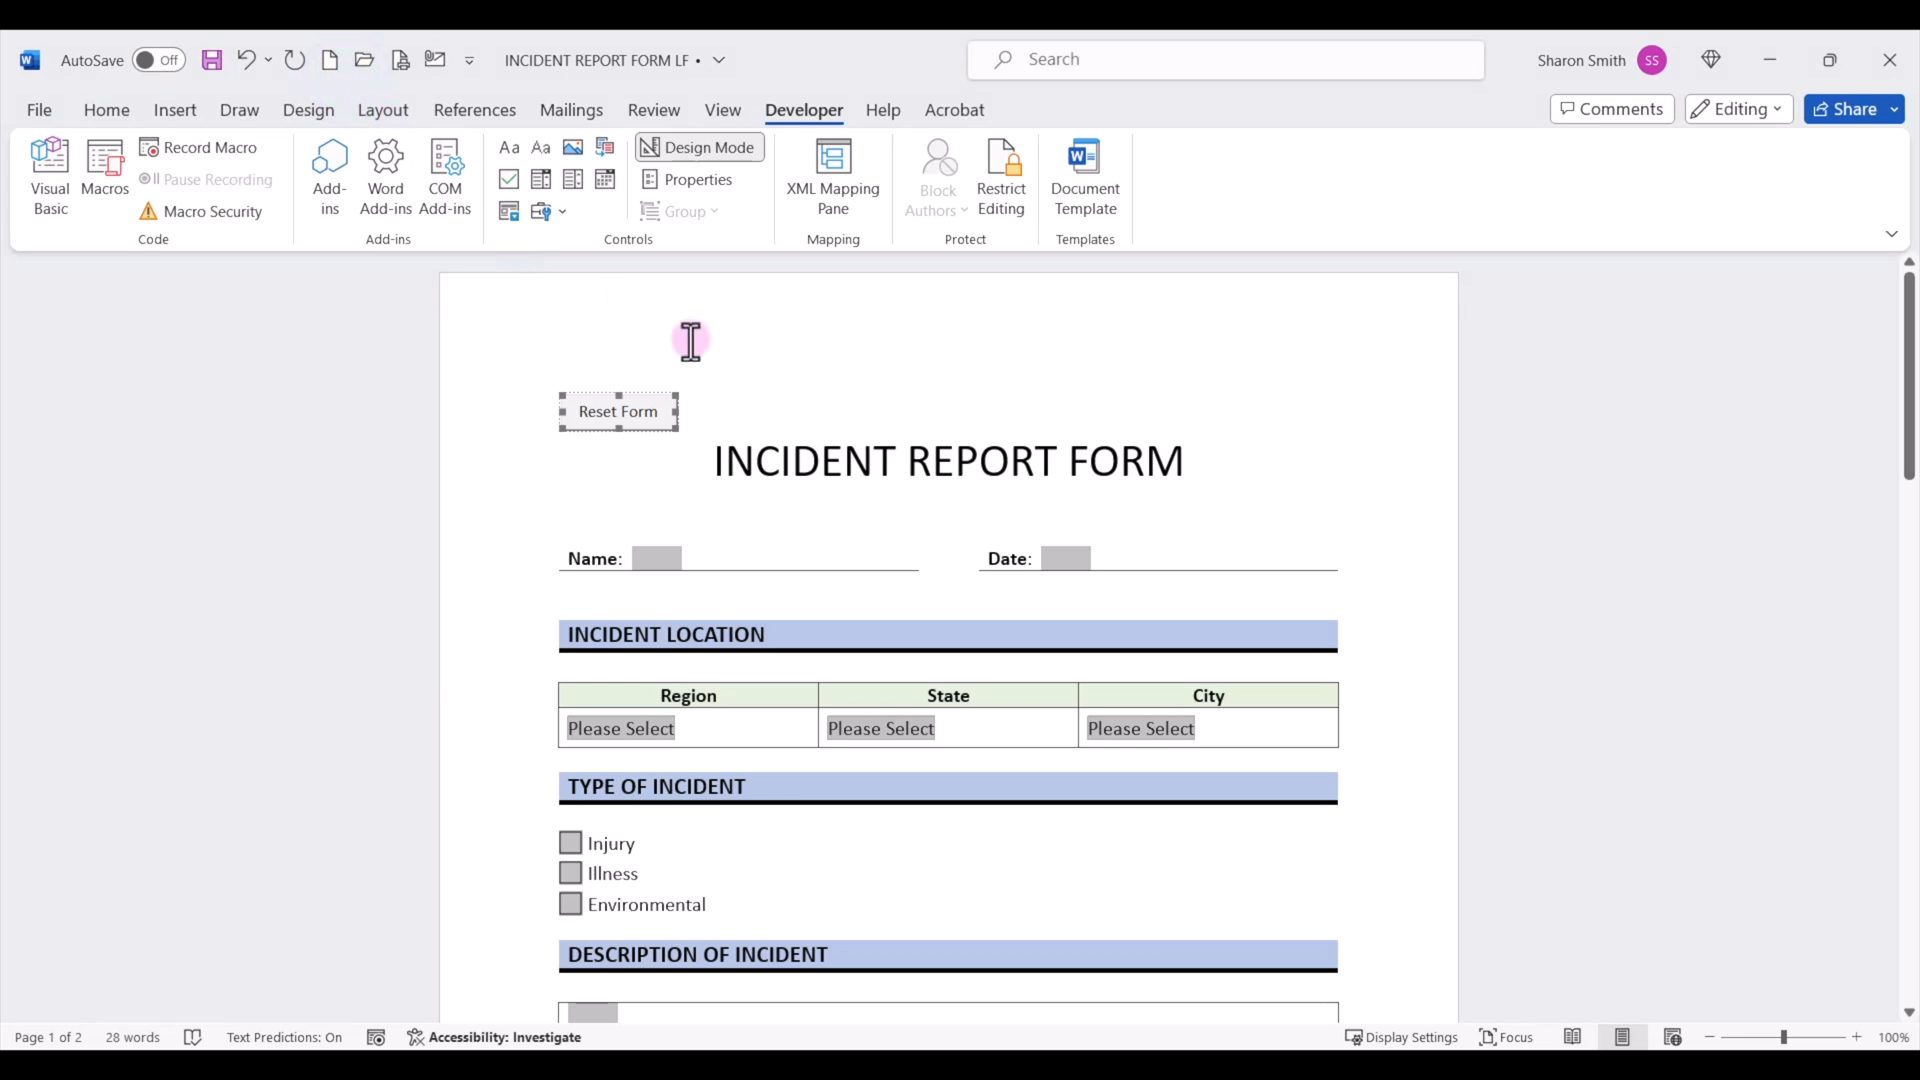 AutoSave Off INCIDENT REPORT FORM LF • Search Sharon Smith SS
File Home Insert Draw Design Layout References Mailings Review View Developer Help Acrobat Comments Editing Share
Visual Basic
Macros
Record Macro
Pause Recording
Macro Security
Code
Add-ins
Word Add-ins
COM Add-ins
Add-ins
Aa Aa
Design Mode
Properties
Group
Controls
XML Mapping Pane
Mapping
Block Authors
Restrict Editing
Protect
Document Template
Templates
Reset Form
INCIDENT REPORT FORM
Name: Date:
INCIDENT LOCATION
Region State City
Please Select Please Select Please Select
TYPE OF INCIDENT
Injury
Illness
Environmental
DESCRIPTION OF INCIDENT
Page 1 of 2 28 words Text Predictions: On Accessibility: Investigate Display Settings Focus 100%